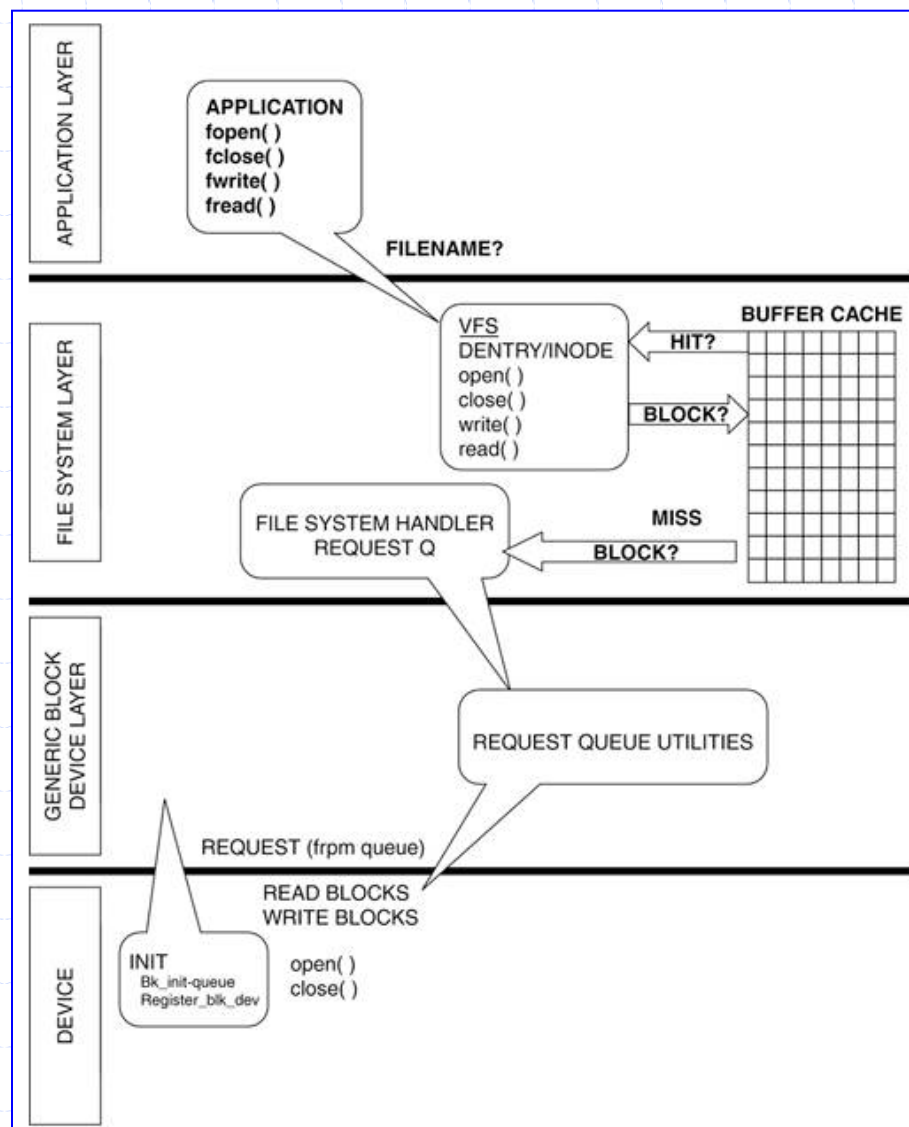 APPLICATION LAYER
APPLICATION
fopen( )
fclose( )
fwrite( )
fread( )
FILENAME?
FILE SYSTEM LAYER
VFS
DENTRY/INODE
open( )
close( )
write( )
read( )
BUFFER CACHE
HIT?
BLOCK?
MISS
BLOCK?
FILE SYSTEM HANDLER
REQUEST Q
GENERIC BLOCK
DEVICE LAYER
REQUEST QUEUE UTILITIES
REQUEST (frpm queue)
DEVICE
READ BLOCKS
WRITE BLOCKS
INIT
Bk_init-queue
Register_blk_dev
open( )
close( )